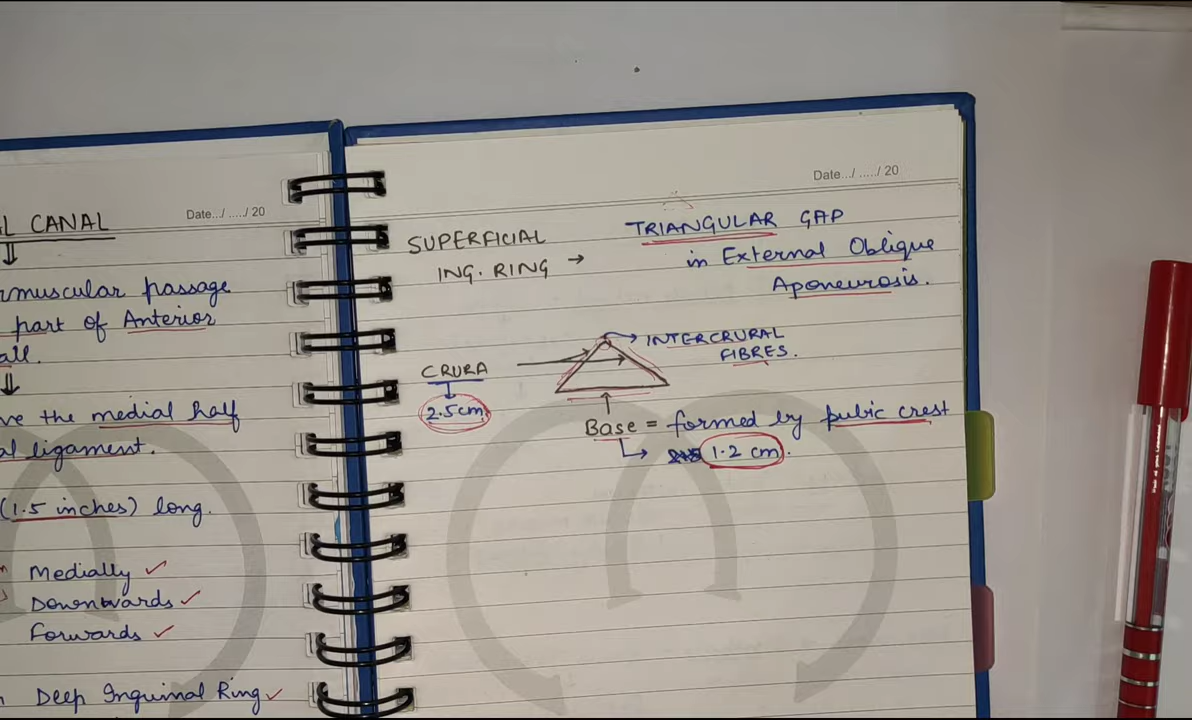 L CANAL
Date.../ ...../ 20
rmuscular passage
part of Anterior
all.
ve the medial half
al ligament.
(1.5 inches) long.
Medially
Downwards
Forwards
Deep Inguinal Ring
Date.../ ...../ 20
SUPERFICIAL
ING. RING →
TRIANGULAR GAP
in External Oblique
Aponeurosis.
INTERCRURAL
FIBRES.
CRURA
2.5cm
Base = formed by pubic crest
1.2 cm.